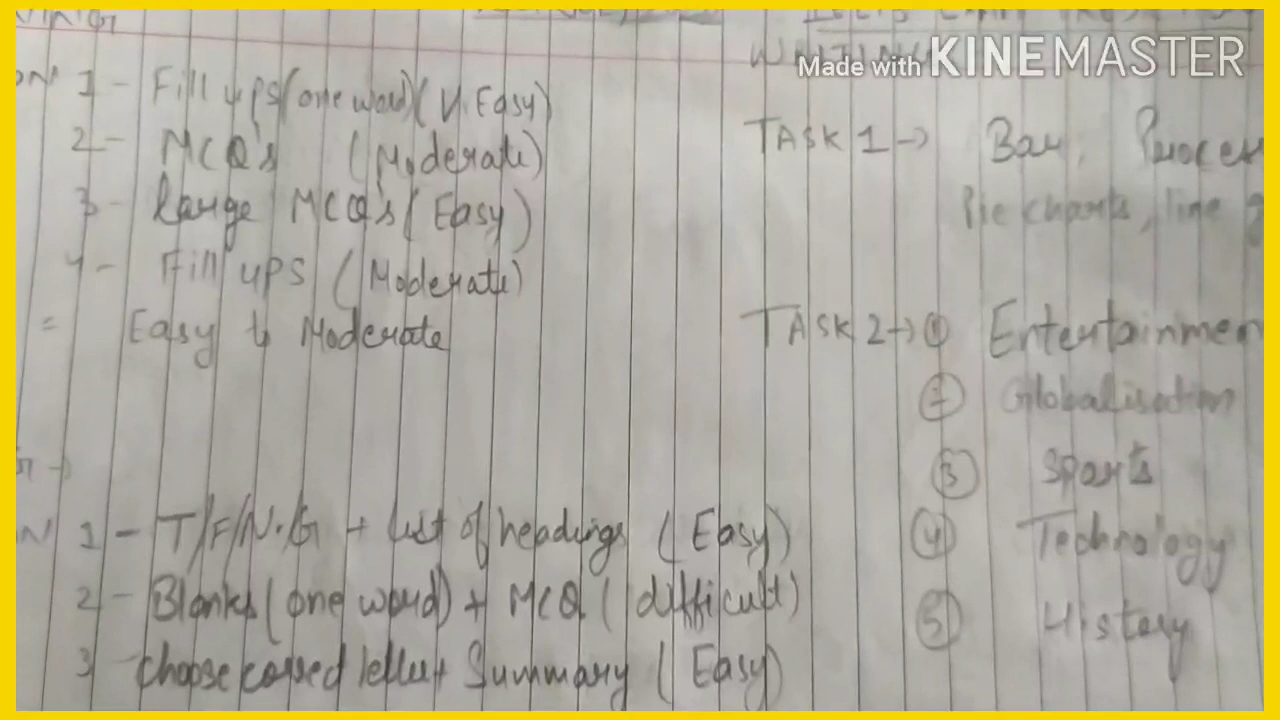 Made with KINEMASTER
1 - Fill ups (one word) (V. Easy)
2 - MCQ's (Moderate)
3 - large MCQ's (Easy)
4 - Fill ups (Moderate)
= Easy to Moderate
1 - T/F/N.G + list of headings (Easy)
2 - Blanks (one word) + MCQ (difficult)
3 - choose correct letter + Summary (Easy)
TASK 1 → Bar, Proces
Pie charts, line g
TASK 2 → ① Entertainmen
② Globalisation
③ Sports
④ Technology
⑤ History